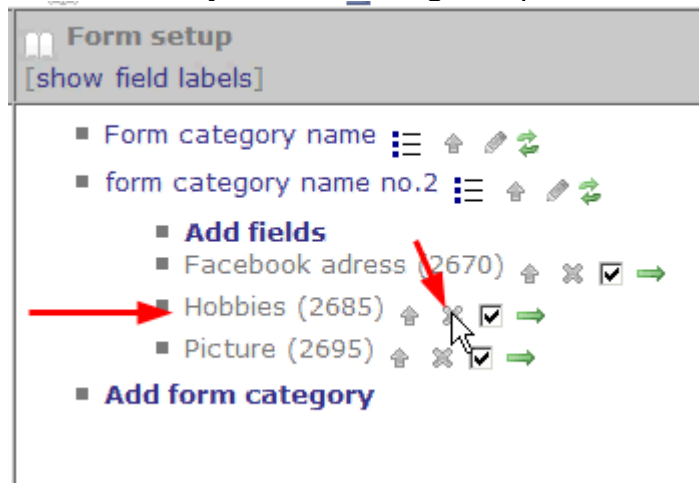 Form setup
[show field labels]
Form category name
form category name no.2
Add fields
Facebook adress (2670)
Hobbies (2685)
Picture (2695)
Add form category